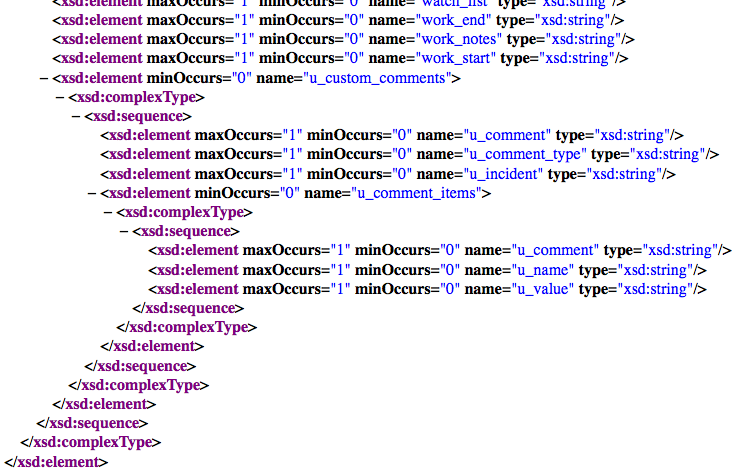 <xsd:element maxOccurs="1" minOccurs="0" name="watch_list" type="xsd:string"/>
<xsd:element maxOccurs="1" minOccurs="0" name="work_end" type="xsd:string"/>
<xsd:element maxOccurs="1" minOccurs="0" name="work_notes" type="xsd:string"/>
<xsd:element maxOccurs="1" minOccurs="0" name="work_start" type="xsd:string"/>
– <xsd:element minOccurs="0" name="u_custom_comments">
– <xsd:complexType>
– <xsd:sequence>
<xsd:element maxOccurs="1" minOccurs="0" name="u_comment" type="xsd:string"/>
<xsd:element maxOccurs="1" minOccurs="0" name="u_comment_type" type="xsd:string"/>
<xsd:element maxOccurs="1" minOccurs="0" name="u_incident" type="xsd:string"/>
– <xsd:element minOccurs="0" name="u_comment_items">
– <xsd:complexType>
– <xsd:sequence>
<xsd:element maxOccurs="1" minOccurs="0" name="u_comment" type="xsd:string"/>
<xsd:element maxOccurs="1" minOccurs="0" name="u_name" type="xsd:string"/>
<xsd:element maxOccurs="1" minOccurs="0" name="u_value" type="xsd:string"/>
</xsd:sequence>
</xsd:complexType>
</xsd:element>
</xsd:sequence>
</xsd:complexType>
</xsd:element>
</xsd:sequence>
</xsd:complexType>
</xsd:element>